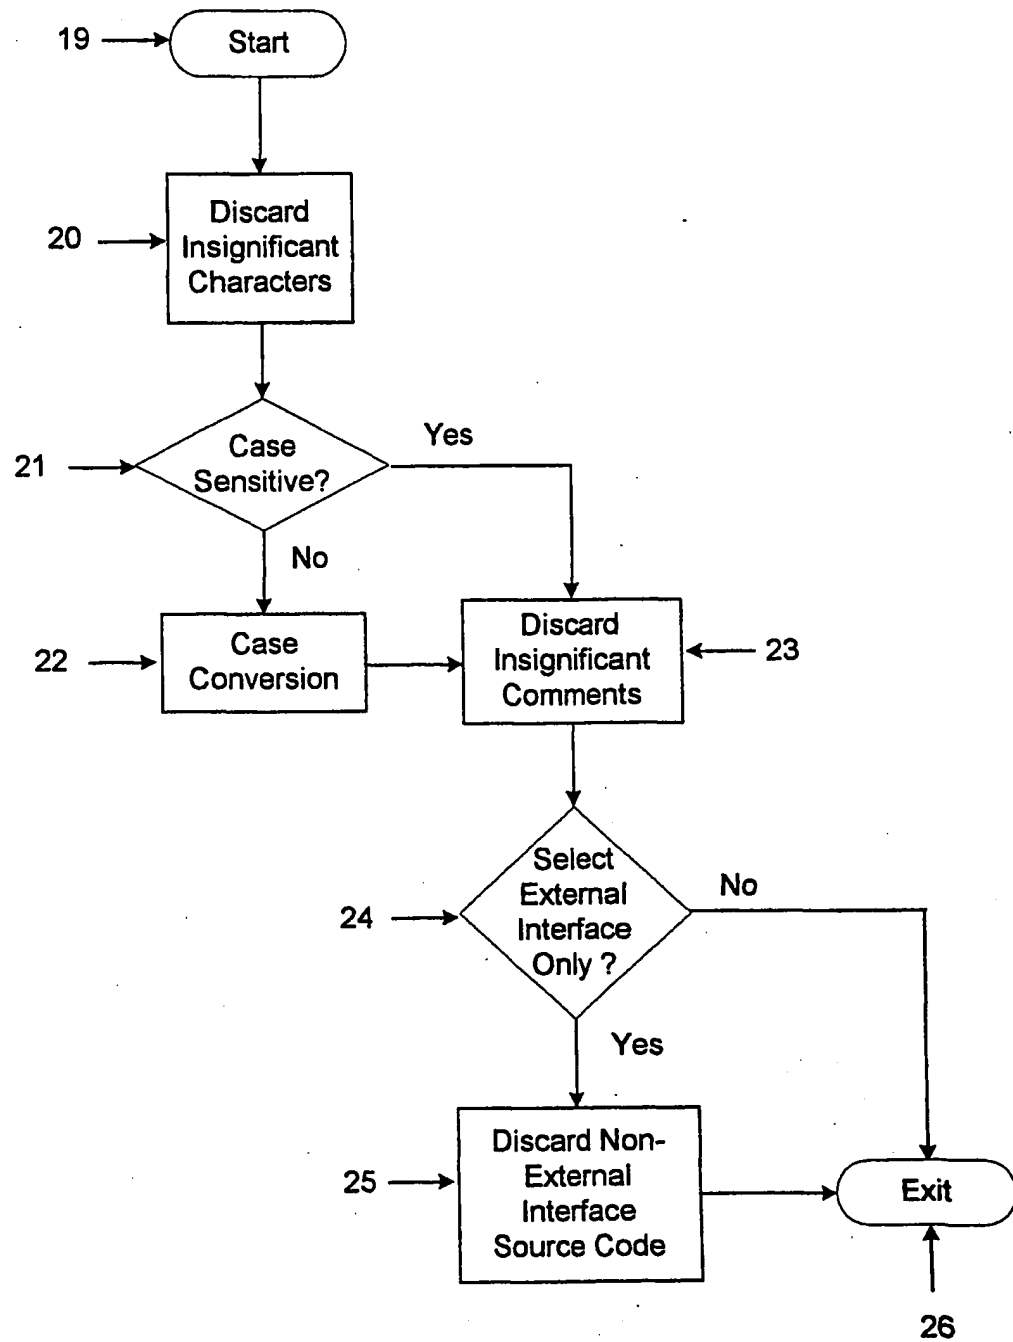 19
Start
20
Discard
Insignificant
Characters
21
Case
Sensitive?
Yes
No
22
Case
Conversion
Discard
Insignificant
Comments
23
24
Select
External
Interface
Only ?
No
Yes
25
Discard Non-
External
Interface
Source Code
Exit
26